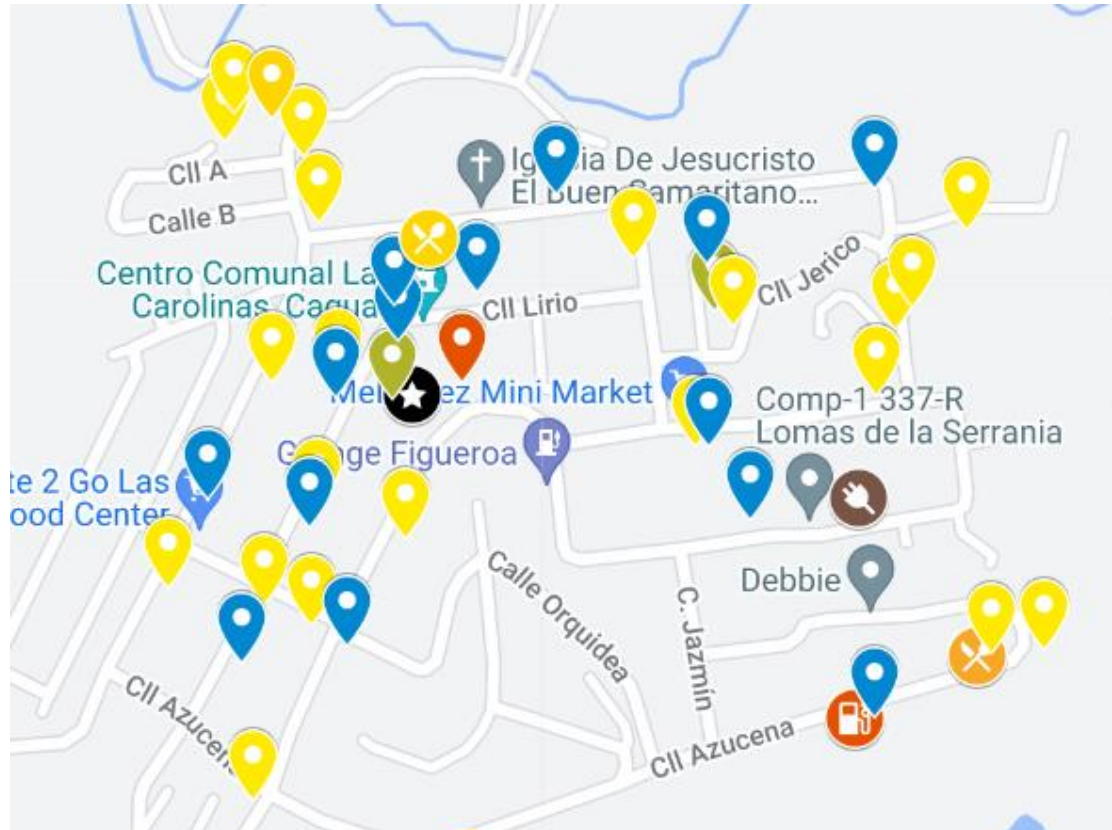 Cll A
Calle B
Iglesia De Jesucristo
El Buen Samaritano...
Centro Comunal La
Carolinas, Cagua
Cll Lirio
Cll Jerico
Mini Market
Comp-1 337-R
Lomas de la Serrania
Figueroa
te 2 Go Las
ood Center
Calle Orquidea
C. Jazmín
Debbie
Cll Azucena
Cll Azucena